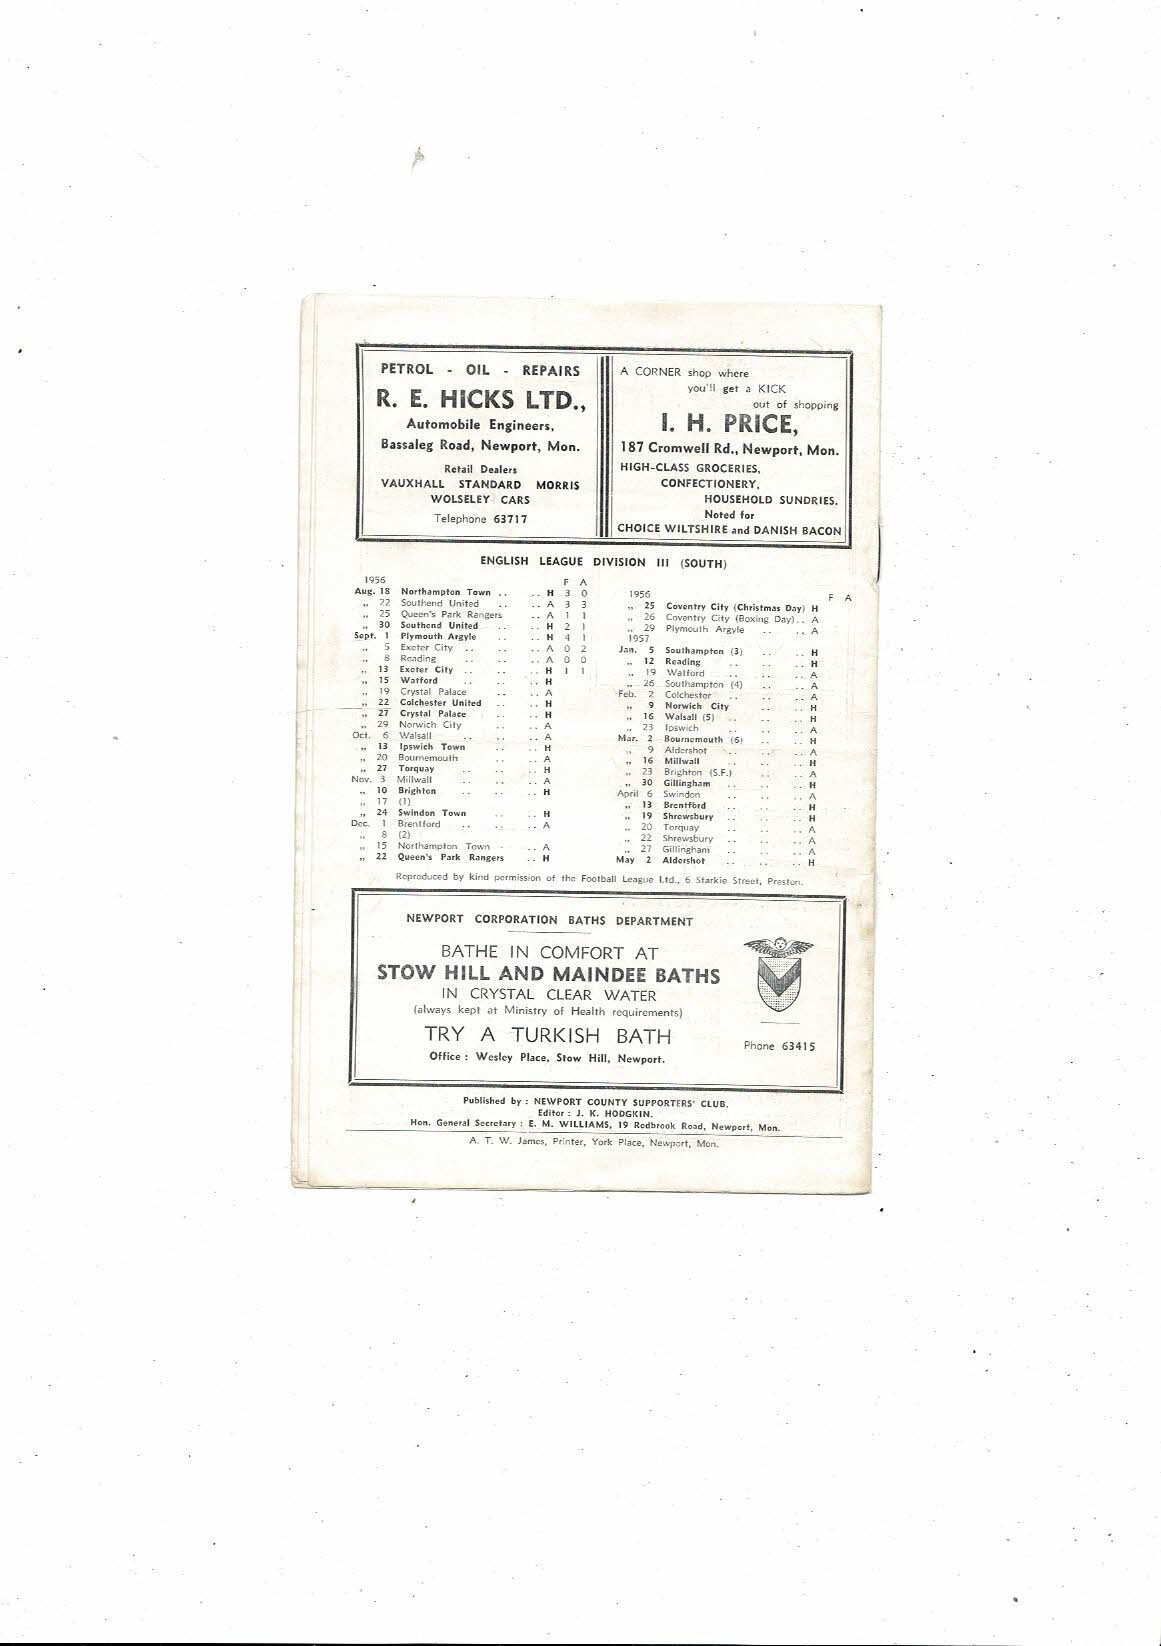 PETROL - OIL - REPAIRS
R. E. HICKS LTD.,
Automobile Engineers,
Bassaleg Road, Newport, Mon.
Retail Dealers
VAUXHALL STANDARD MORRIS
WOLSELEY CARS
Telephone 63717
A CORNER shop where
you'll get a KICK
out of shopping
I. H. PRICE,
187 Cromwell Rd., Newport, Mon.
HIGH-CLASS GROCERIES,
CONFECTIONERY,
HOUSEHOLD SUNDRIES.
Noted for
CHOICE WILTSHIRE and DANISH BACON
ENGLISH LEAGUE DIVISION III (SOUTH)
1956 F A
Aug. 18 Northampton Town .. .. H 3 0
„ 22 Southend United .. .. A 3 3
„ 25 Queen's Park Rangers .. A 1 1
„ 30 Southend United .. .. H 2 1
Sept. 1 Plymouth Argyle .. .. H 4 1
„ 5 Exeter City .. .. .. A 0 2
„ 8 Reading .. .. .. A 0 0
„ 13 Exeter City .. .. .. H 1 1
„ 15 Watford .. .. .. H
„ 19 Crystal Palace .. .. A
„ 22 Colchester United .. .. H
„ 27 Crystal Palace .. .. H
„ 29 Norwich City .. .. A
Oct. 6 Walsall .. .. .. A
„ 13 Ipswich Town .. .. H
„ 20 Bournemouth .. .. A
„ 27 Torquay .. .. .. H
Nov. 3 Millwall .. .. .. A
„ 10 Brighton .. .. .. H
„ 17 (1)
„ 24 Swindon Town .. .. H
Dec. 1 Brentford .. .. .. A
„ 8 (2)
„ 15 Northampton Town - .. A
„ 22 Queen's Park Rangers .. H
1956 F A
„ 25 Coventry City (Christmas Day) H
„ 26 Coventry City (Boxing Day) .. A
„ 29 Plymouth Argyle .. .. A
1957
Jan. 5 Southampton (3) .. .. H
„ 12 Reading .. .. .. H
„ 19 Watford .. .. .. A
„ 26 Southampton (4) .. .. A
Feb. 2 Colchester .. .. .. A
„ 9 Norwich City .. .. H
„ 16 Walsall (5) .. .. .. H
„ 23 Ipswich .. .. .. A
Mar. 2 Bournemouth (6) .. .. H
„ 9 Aldershot .. .. .. A
„ 16 Millwall .. .. .. H
„ 23 Brighton (S.F.) .. .. A
„ 30 Gillingham .. .. .. H
April 6 Swindon .. .. .. A
„ 13 Brentford .. .. .. H
„ 19 Shrewsbury .. .. .. H
„ 20 Torquay .. .. .. A
„ 22 Shrewsbury .. .. .. A
„ 27 Gillingham .. .. .. A
May 2 Aldershot .. .. .. H
Reproduced by kind permission of the Football League Ltd., 6 Starkie Street, Preston.
NEWPORT CORPORATION BATHS DEPARTMENT
BATHE IN COMFORT AT
STOW HILL AND MAINDEE BATHS
IN CRYSTAL CLEAR WATER
(always kept at Ministry of Health requirements)
TRY A TURKISH BATH
Office : Wesley Place, Stow Hill, Newport.
Phone 63415
Published by : NEWPORT COUNTY SUPPORTERS' CLUB.
Editor : J. K. HODGKIN.
Hon. General Secretary : E. M. WILLIAMS, 19 Redbrook Road, Newport, Mon.
A. T. W. James, Printer, York Place, Newport, Mon.